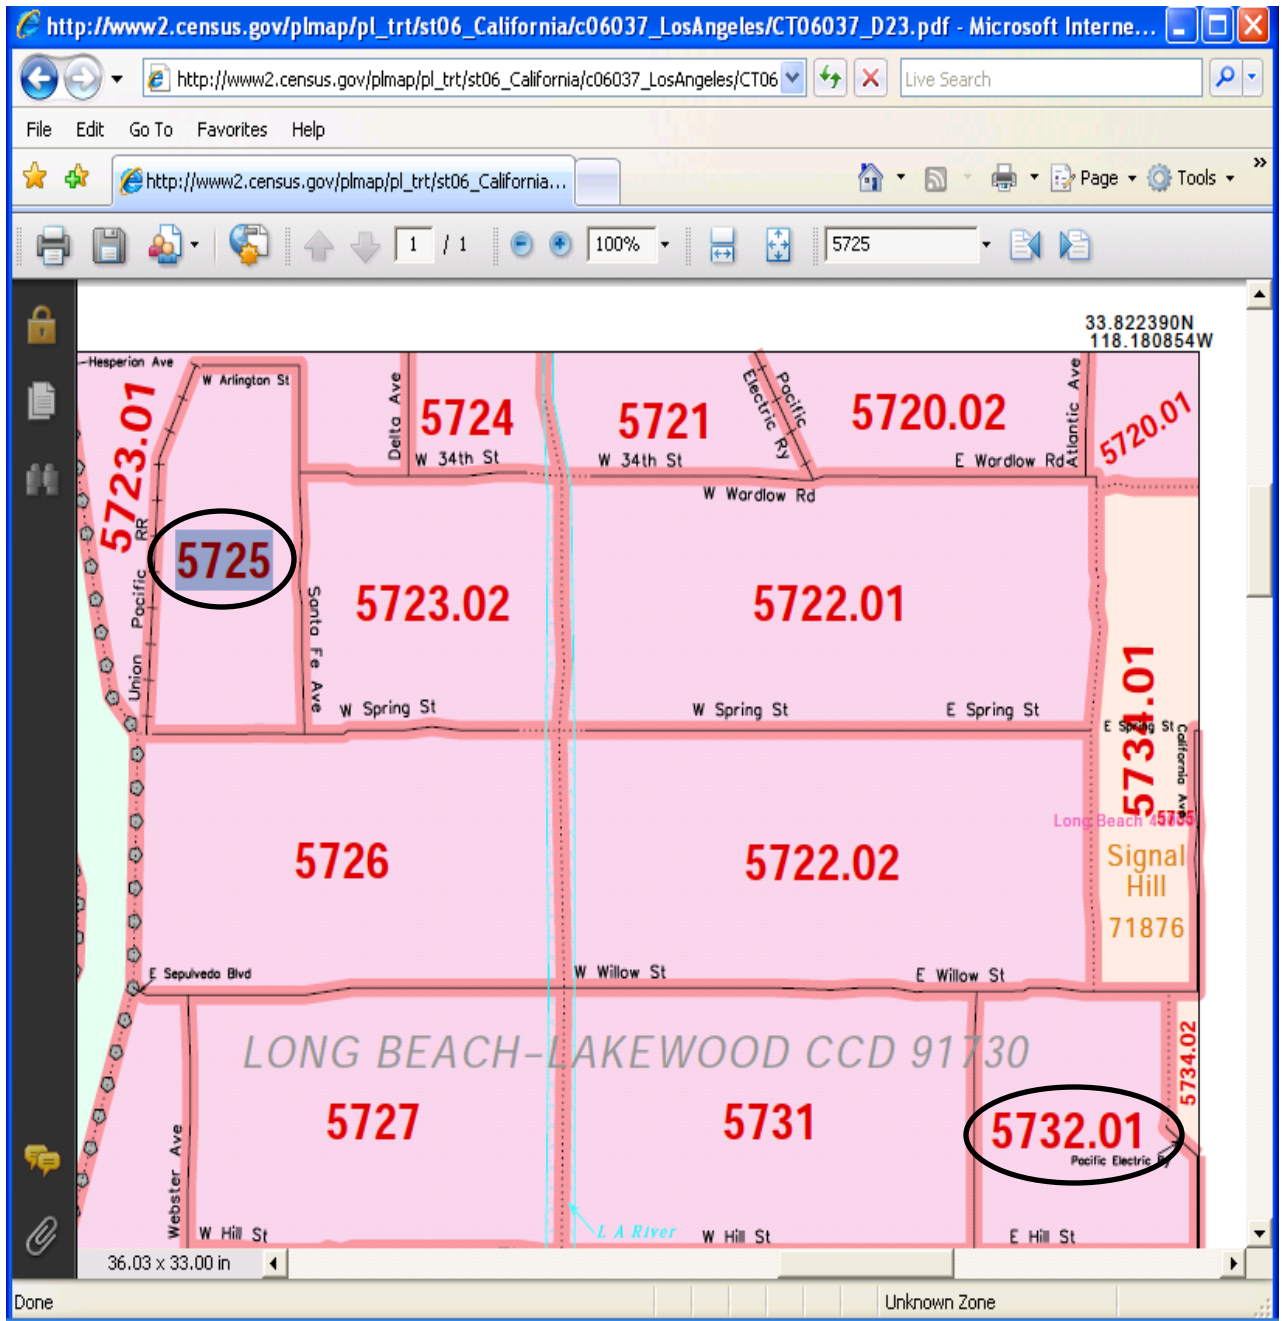 http://www2.census.gov/plmap/pl_trt/st06_California/c06037_LosAngeles/CT06037_D23.pdf - Microsoft Interne...
http://www2.census.gov/plmap/pl_trt/st06_California/c06037_LosAngeles/CT06
Live Search
File Edit Go To Favorites Help
http://www2.census.gov/plmap/pl_trt/st06_California...
Page Tools »
1 / 1 100% 5725
33.822390N
118.180854W
Hesperian Ave
W Arlington St
5723.01
Delta Ave
5724
W 34th St
5721
W 34th St
Pacific
Electric Ry
5720.02
E Wardlow Rd
Atlantic Ave
5720.01
W Wardlow Rd
Union Pacific RR
5725
Santa Fe Ave
5723.02
5722.01
5734.01
W Spring St
W Spring St
E Spring St
E Spring St
California Ave
5726
5722.02
Long Beach 43000
5735
Signal
Hill
71876
E Sepulveda Blvd
W Willow St
E Willow St
LONG BEACH-LAKEWOOD CCD 91730
5734.02
5727
5731
5732.01
Pacific Electric Ry
Webster Ave
W Hill St
L A River
W Hill St
E Hill St
36.03 x 33.00 in
Done
Unknown Zone